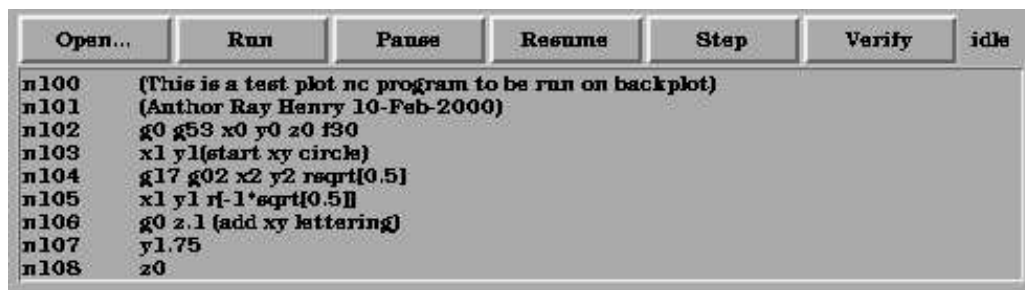 Open... Run Pause Resume Step Verify idle
n100 (This is a test plot nc program to be run on backplot)
n101 (Author Ray Henry 10-Feb-2000)
n102 g0 g53 x0 y0 z0 f30
n103 x1 y1(start xy circle)
n104 g17 g02 x2 y2 rsqrt[0.5]
n105 x1 y1 r[-1*sqrt[0.5]]
n106 g0 z.1 (add xy lettering)
n107 y1.75
n108 z0